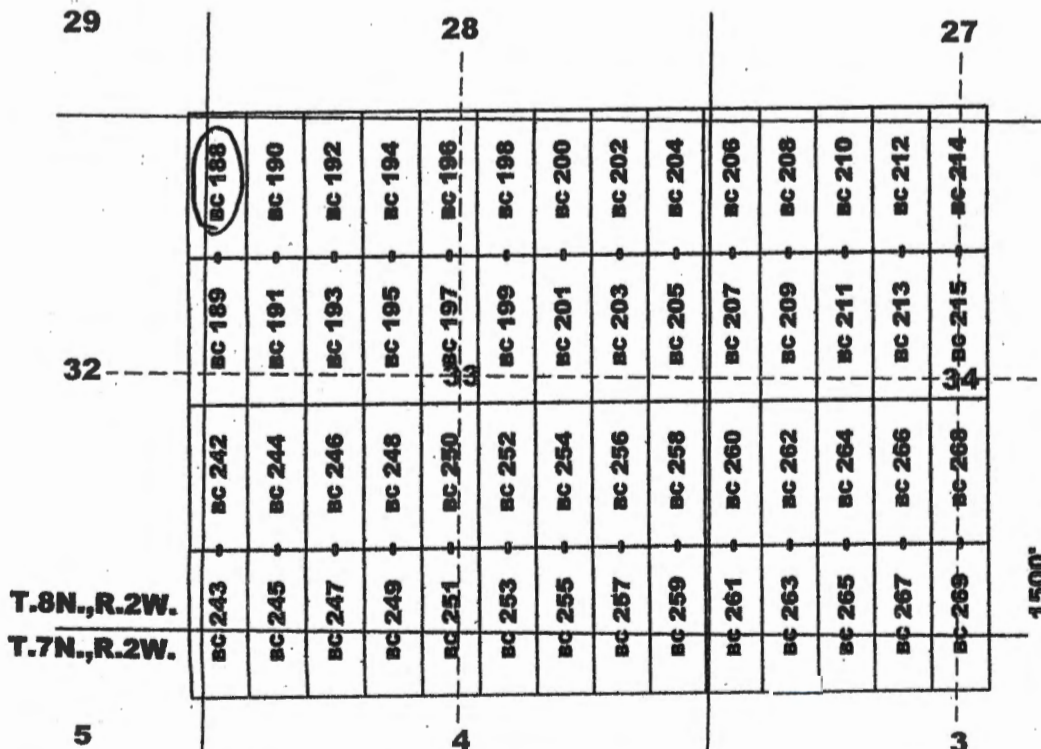 29 28 27
BC 188 BC 190 BC 192 BC 194 BC 196 BC 198 BC 200 BC 202 BC 204 BC 206 BC 208 BC 210 BC 212 BC 214
BC 189 BC 191 BC 193 BC 195 BC 197 BC 199 BC 201 BC 203 BC 205 BC 207 BC 209 BC 211 BC 213 BC 215
32 33 34
BC 242 BC 244 BC 246 BC 248 BC 250 BC 252 BC 254 BC 256 BC 258 BC 260 BC 262 BC 264 BC 266 BC 268
BC 243 BC 245 BC 247 BC 249 BC 251 BC 253 BC 255 BC 257 BC 259 BC 261 BC 263 BC 265 BC 267 BC 269
1500'
T.8N.,R.2W.
T.7N.,R.2W.
5 4 3